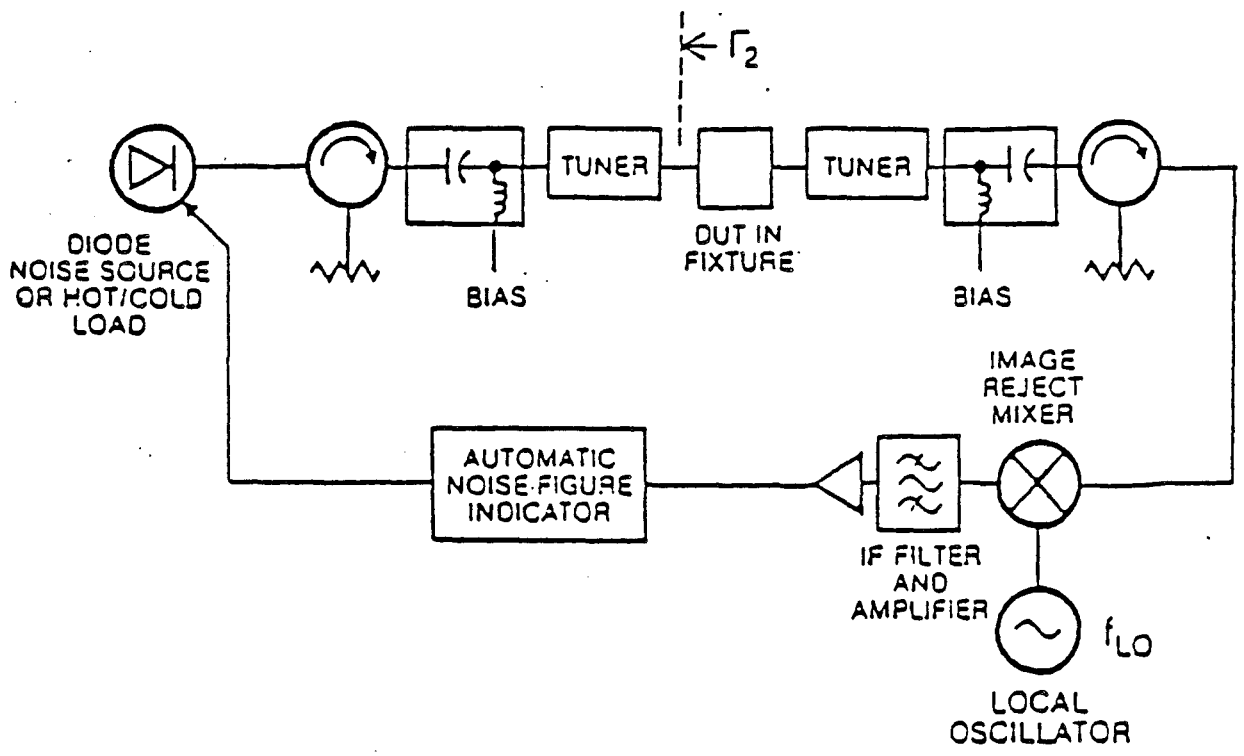 Γ2
TUNER
TUNER
DIODE
NOISE SOURCE
OR HOT/COLD
LOAD
BIAS
DUT IN
FIXTURE
BIAS
IMAGE
REJECT
MIXER
AUTOMATIC
NOISE-FIGURE
INDICATOR
IF FILTER
AND
AMPLIFIER
fLO
LOCAL
OSCILLATOR